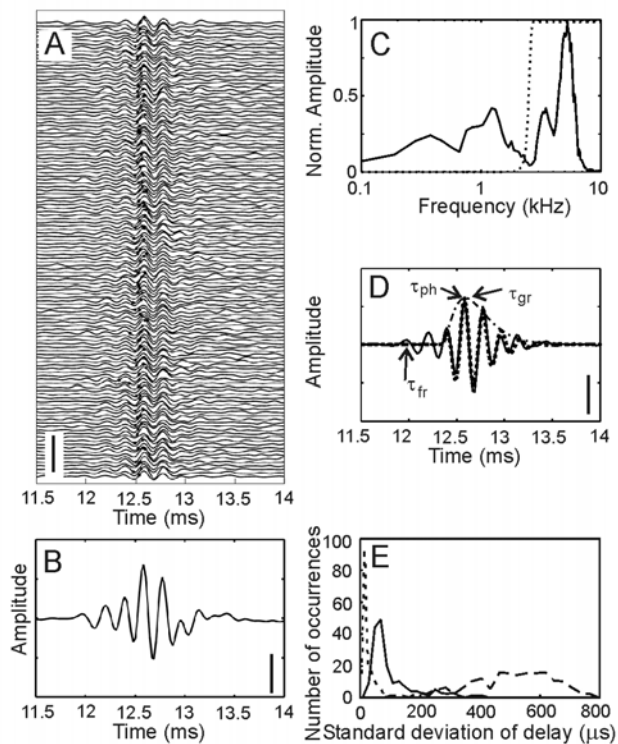 A
11.5 12 12.5 13 13.5 14
Time (ms)
B
Amplitude
11.5 12 12.5 13 13.5 14
Time (ms)
C
Norm. Amplitude
1
0.5
0
0.1 1 10
Frequency (kHz)
D
τph τgr
τfr
Amplitude
11.5 12 12.5 13 13.5 14
Time (ms)
E
Number of occurrences
100
80
60
40
20
0
0 200 400 600 800
Standard deviation of delay (μs)